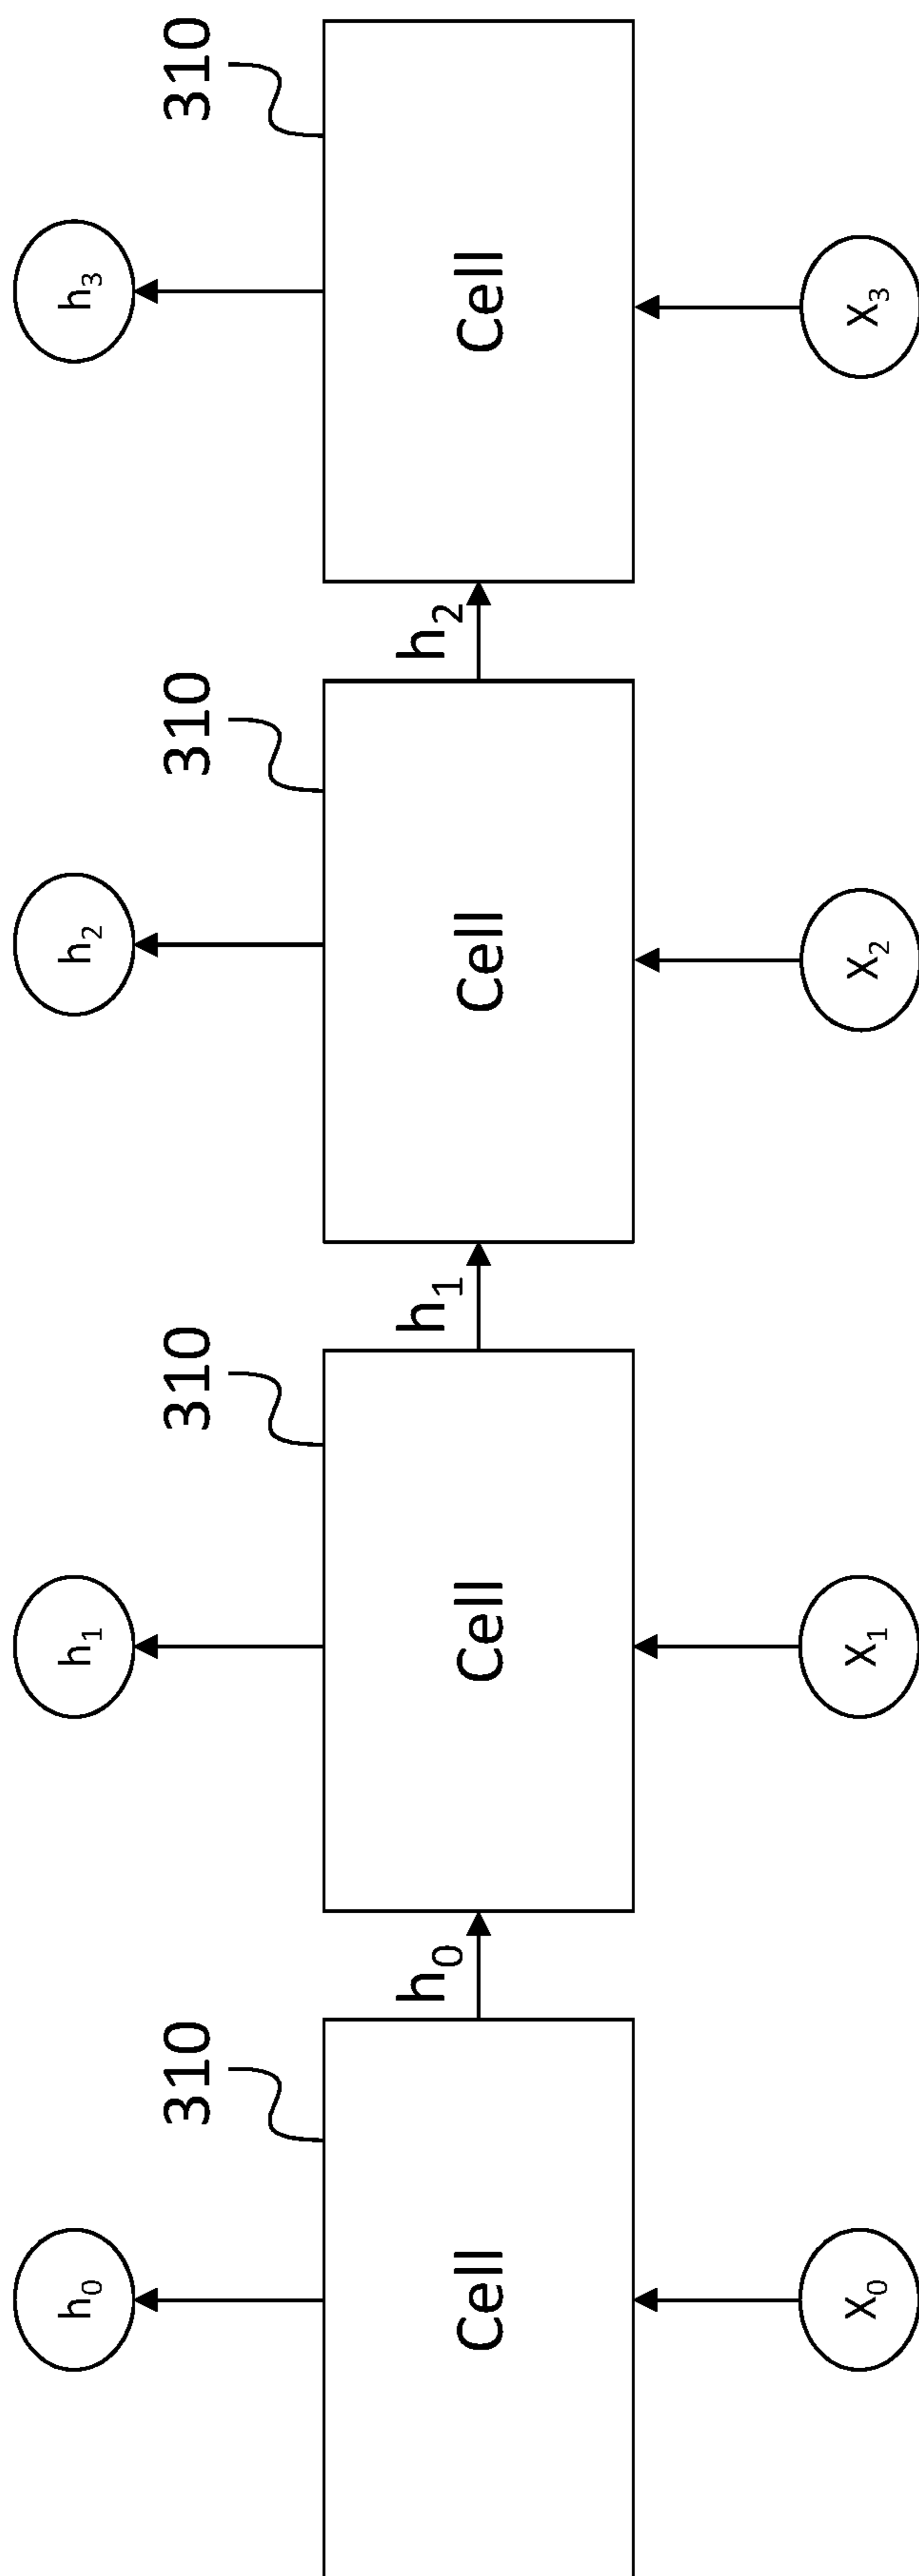 h₀
h₁
h₂
h₃
310
310
310
310
h₀
h₁
h₂
Cell
Cell
Cell
Cell
X₀
X₁
X₂
X₃